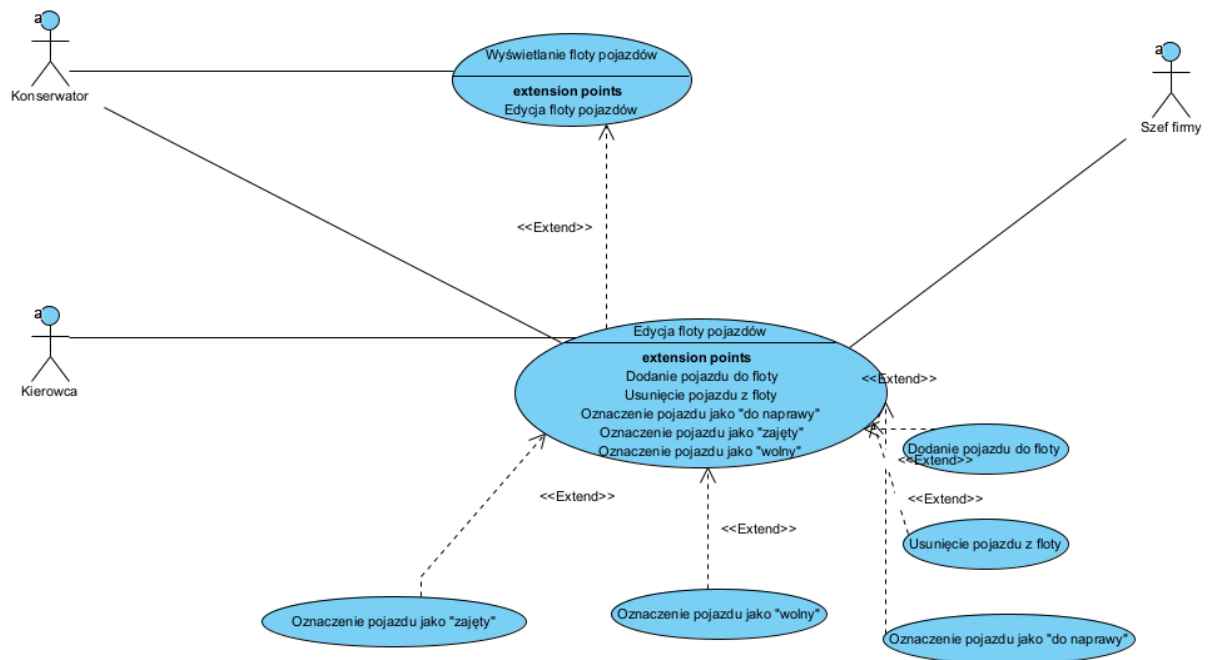 a
Konserwator
Wyświetlanie floty pojazdów
extension points
Edycja floty pojazdów
a
Szef firmy
<<Extend>>
a
Kierowca
Edycja floty pojazdów
extension points
Dodanie pojazdu do floty
Usunięcie pojazdu z floty
Oznaczenie pojazdu jako "do naprawy"
Oznaczenie pojazdu jako "zajęty"
Oznaczenie pojazdu jako "wolny"
<<Extend>>
Dodanie pojazdu do floty
<<Extend>>
<<Extend>>
<<Extend>>
<<Extend>>
Usunięcie pojazdu z floty
Oznaczenie pojazdu jako "zajęty"
Oznaczenie pojazdu jako "wolny"
Oznaczenie pojazdu jako "do naprawy"